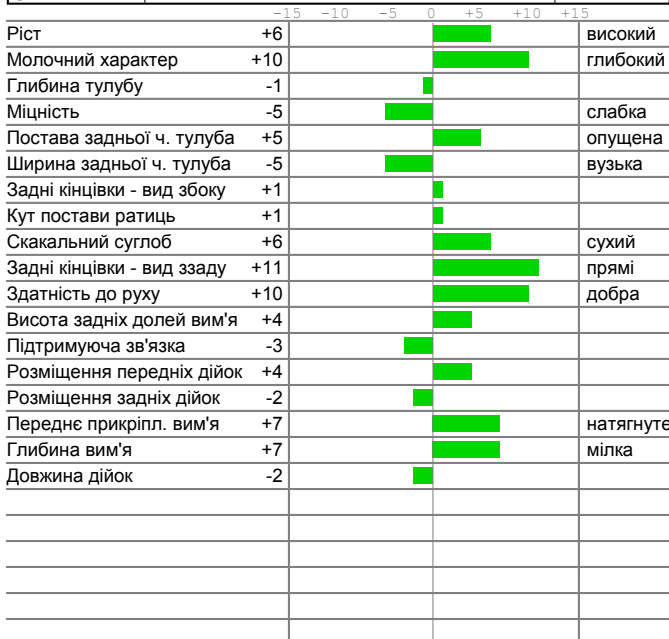 -15 -10 -5 0 +5 +10 +15
Ріст +6 високий
Молочний характер +10 глибокий
Глибина тулубу -1
Міцність -5 слабка
Постава задньої ч. тулуба +5 опущена
Ширина задньої ч. тулуба -5 вузька
Задні кінцівки - вид збоку +1
Кут постави ратиць +1
Скакальний суглоб +6 сухий
Задні кінцівки - вид ззаду +11 прямі
Здатність до руху +10 добра
Висота задніх долей вим'я +4
Підтримуюча зв'язка -3
Розміщення передніх дійок +4
Розміщення задніх дійок -2
Переднє прикріпл. вим'я +7 натягнуте
Глибина вим'я +7 мілка
Довжина дійок -2